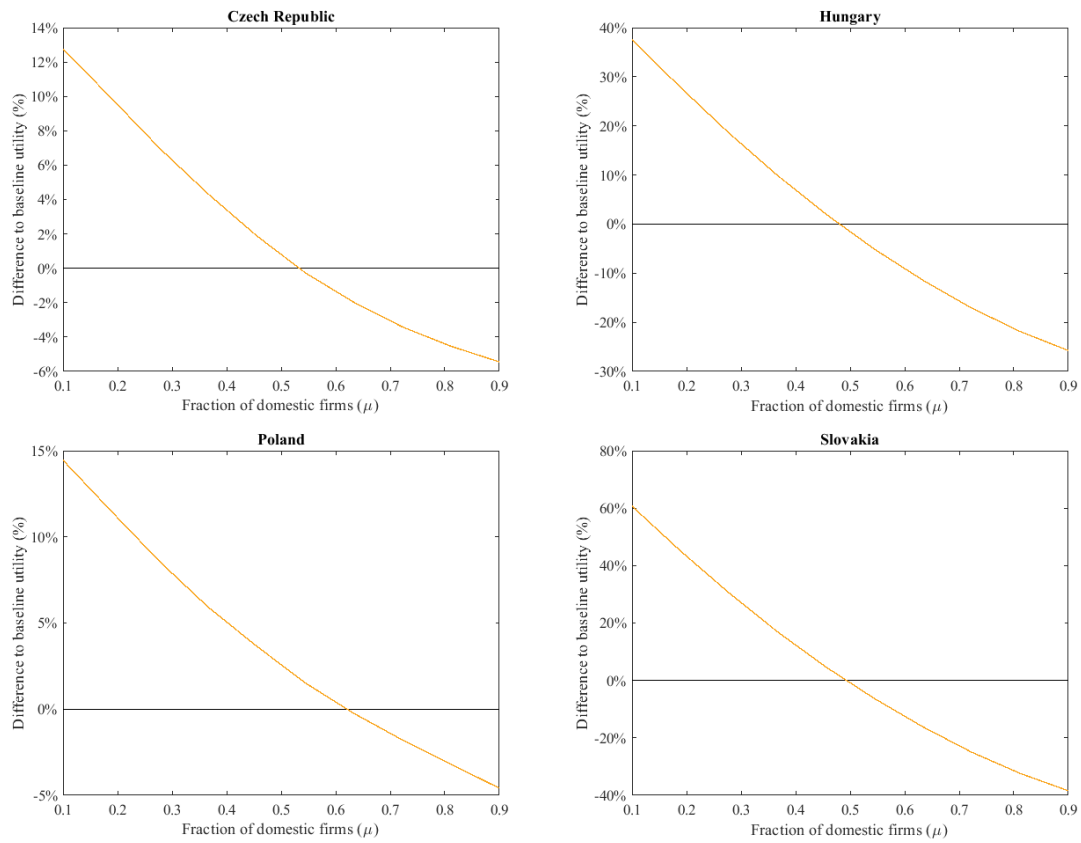 Czech Republic
Difference to baseline utility (%)
14%
12%
10%
8%
6%
4%
2%
0%
-2%
-4%
-6%
0.1 0.2 0.3 0.4 0.5 0.6 0.7 0.8 0.9
Fraction of domestic firms (μ)
Hungary
Difference to baseline utility (%)
40%
30%
20%
10%
0%
-10%
-20%
-30%
0.1 0.2 0.3 0.4 0.5 0.6 0.7 0.8 0.9
Fraction of domestic firms (μ)
Poland
Difference to baseline utility (%)
15%
10%
5%
0%
-5%
0.1 0.2 0.3 0.4 0.5 0.6 0.7 0.8 0.9
Fraction of domestic firms (μ)
Slovakia
Difference to baseline utility (%)
80%
60%
40%
20%
0%
-20%
-40%
0.1 0.2 0.3 0.4 0.5 0.6 0.7 0.8 0.9
Fraction of domestic firms (μ)